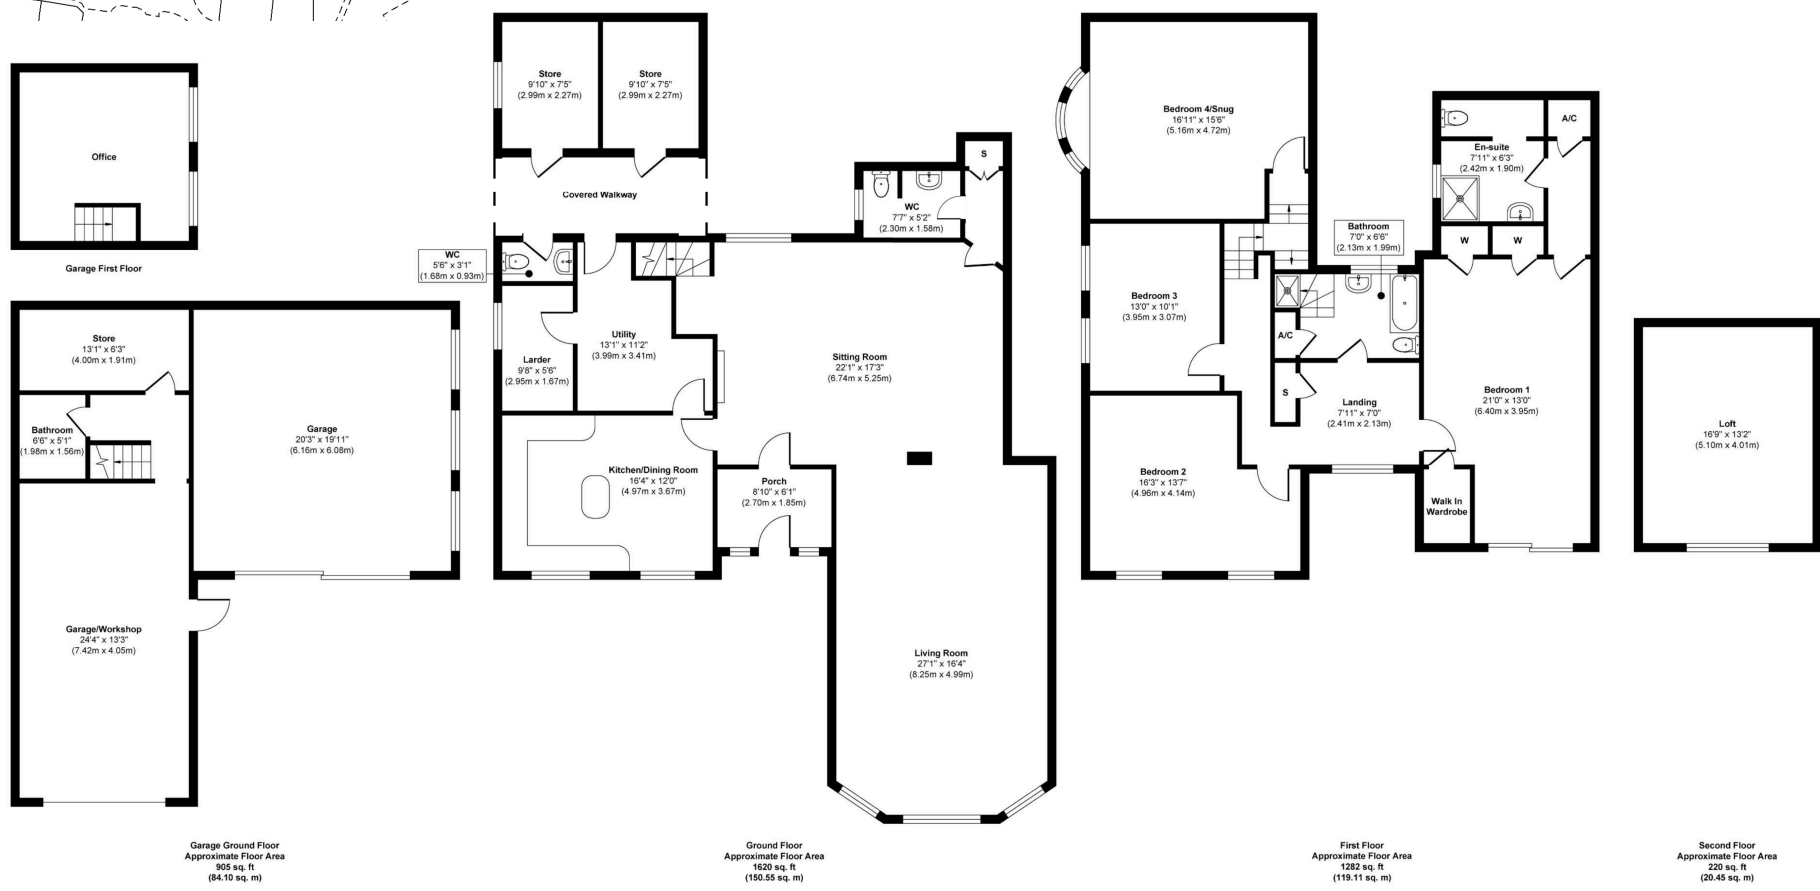 Office
Garage First Floor
Store
13'1" x 6'3"
(4.00m x 1.91m)
Bathroom
6'6" x 5'1"
(1.98m x 1.56m)
Garage
20'3" x 19'11"
(6.16m x 6.08m)
Garage/Workshop
24'4" x 13'3"
(7.42m x 4.05m)
Garage Ground Floor
Approximate Floor Area
905 sq. ft
(84.10 sq. m)
Store
9'10" x 7'5"
(2.99m x 2.27m)
Store
9'10" x 7'5"
(2.99m x 2.27m)
Covered Walkway
S
WC
7'7" x 5'2"
(2.30m x 1.58m)
WC
5'6" x 3'1"
(1.68m x 0.93m)
Utility
13'1" x 11'2"
(3.99m x 3.41m)
Larder
9'8" x 5'6"
(2.95m x 1.67m)
Sitting Room
22'1" x 17'3"
(6.74m x 5.25m)
Kitchen/Dining Room
16'4" x 12'0"
(4.97m x 3.67m)
Porch
8'10" x 6'1"
(2.70m x 1.85m)
Living Room
27'1" x 16'4"
(8.25m x 4.99m)
Ground Floor
Approximate Floor Area
1620 sq. ft
(150.55 sq. m)
Bedroom 4/Snug
16'11" x 15'6"
(5.16m x 4.72m)
A/C
En-suite
7'11" x 6'3"
(2.42m x 1.90m)
Bathroom
7'0" x 6'6"
(2.13m x 1.99m)
W
W
Bedroom 3
13'0" x 10'1"
(3.95m x 3.07m)
A/C
S
Landing
7'11" x 7'0"
(2.41m x 2.13m)
Bedroom 1
21'0" x 13'0"
(6.40m x 3.95m)
Bedroom 2
16'3" x 13'7"
(4.96m x 4.14m)
Walk In
Wardrobe
First Floor
Approximate Floor Area
1282 sq. ft
(119.11 sq. m)
Loft
16'9" x 13'2"
(5.10m x 4.01m)
Second Floor
Approximate Floor Area
220 sq. ft
(20.45 sq. m)